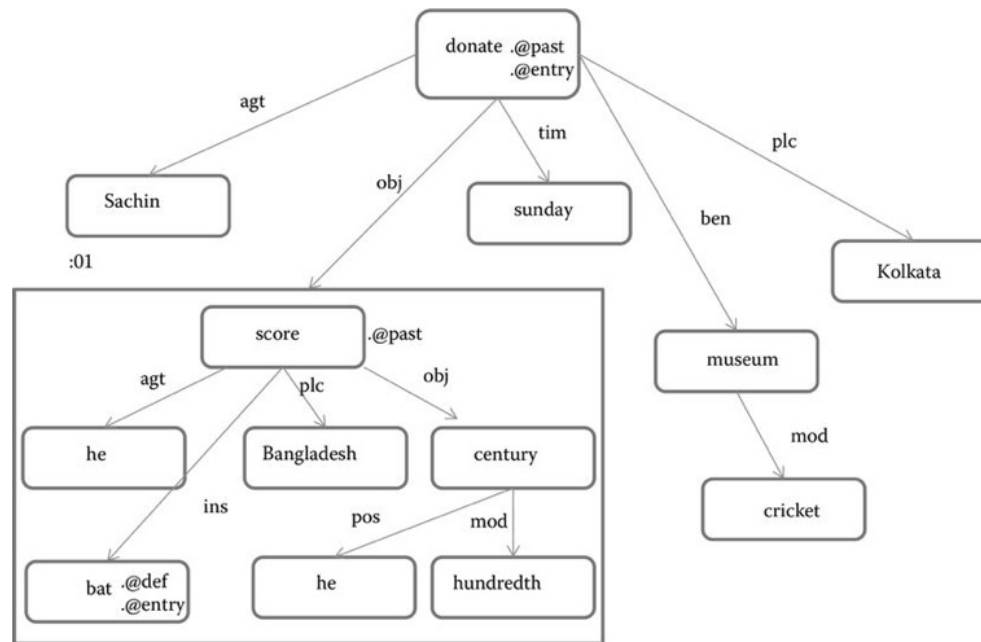 donate .@past
.@entry
agt
tim
plc
obj
Sachin
sunday
ben
:01
Kolkata
score .@past
museum
agt
plc
obj
mod
he
Bangladesh
century
ins
pos
mod
cricket
bat .@def
.@entry
he
hundredth